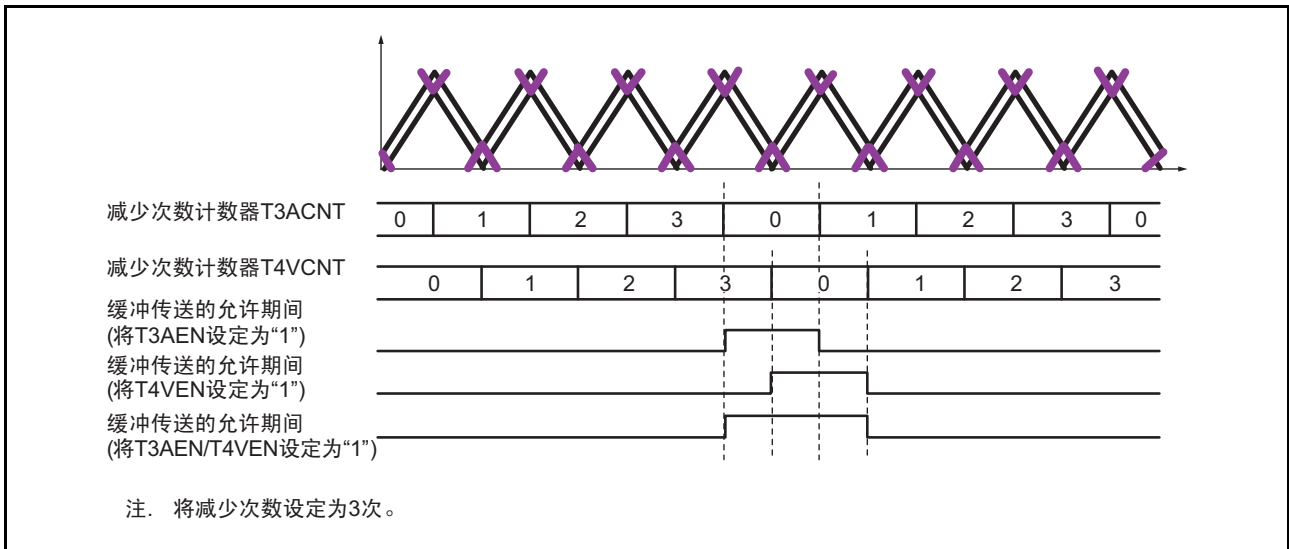 减少次数计数器T3ACNT 0 1 2 3 0 1 2 3 0
减少次数计数器T4VCNT 0 1 2 3 0 1 2 3
缓冲传送的允许期间
(将T3AEN设定为“1”)
缓冲传送的允许期间
(将T4VEN设定为“1”)
缓冲传送的允许期间
(将T3AEN/T4VEN设定为“1”)
注. 将减少次数设定为3次。